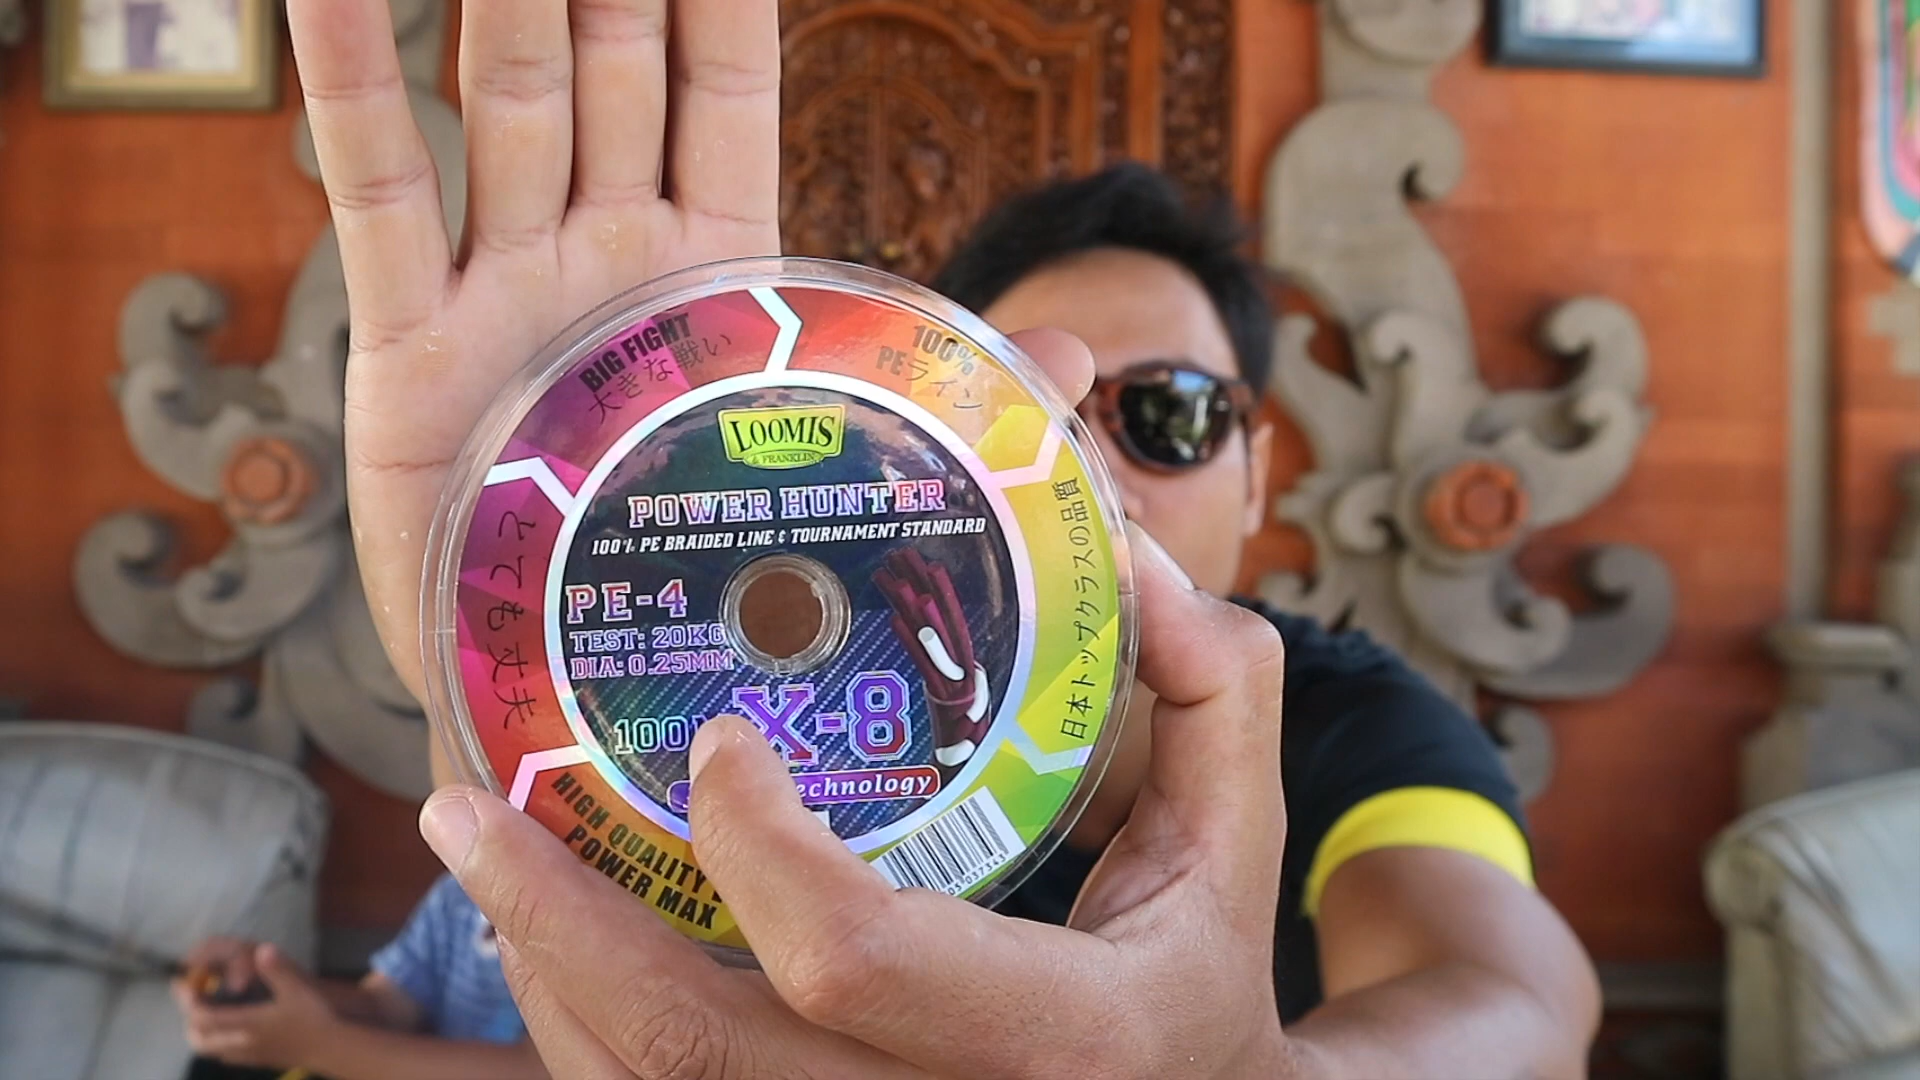 BIG FIGHT
大きな戦い
100%
PEライン
LOOMIS
& FRANKLIN
POWER HUNTER
100% PE BRAIDED LINE & TOURNAMENT STANDARD
PE-4
TEST: 20KG
DIA: 0.25MM
100
X-8
とても丈夫
日本トップクラスの品質
HIGH QUALITY
POWER MAX